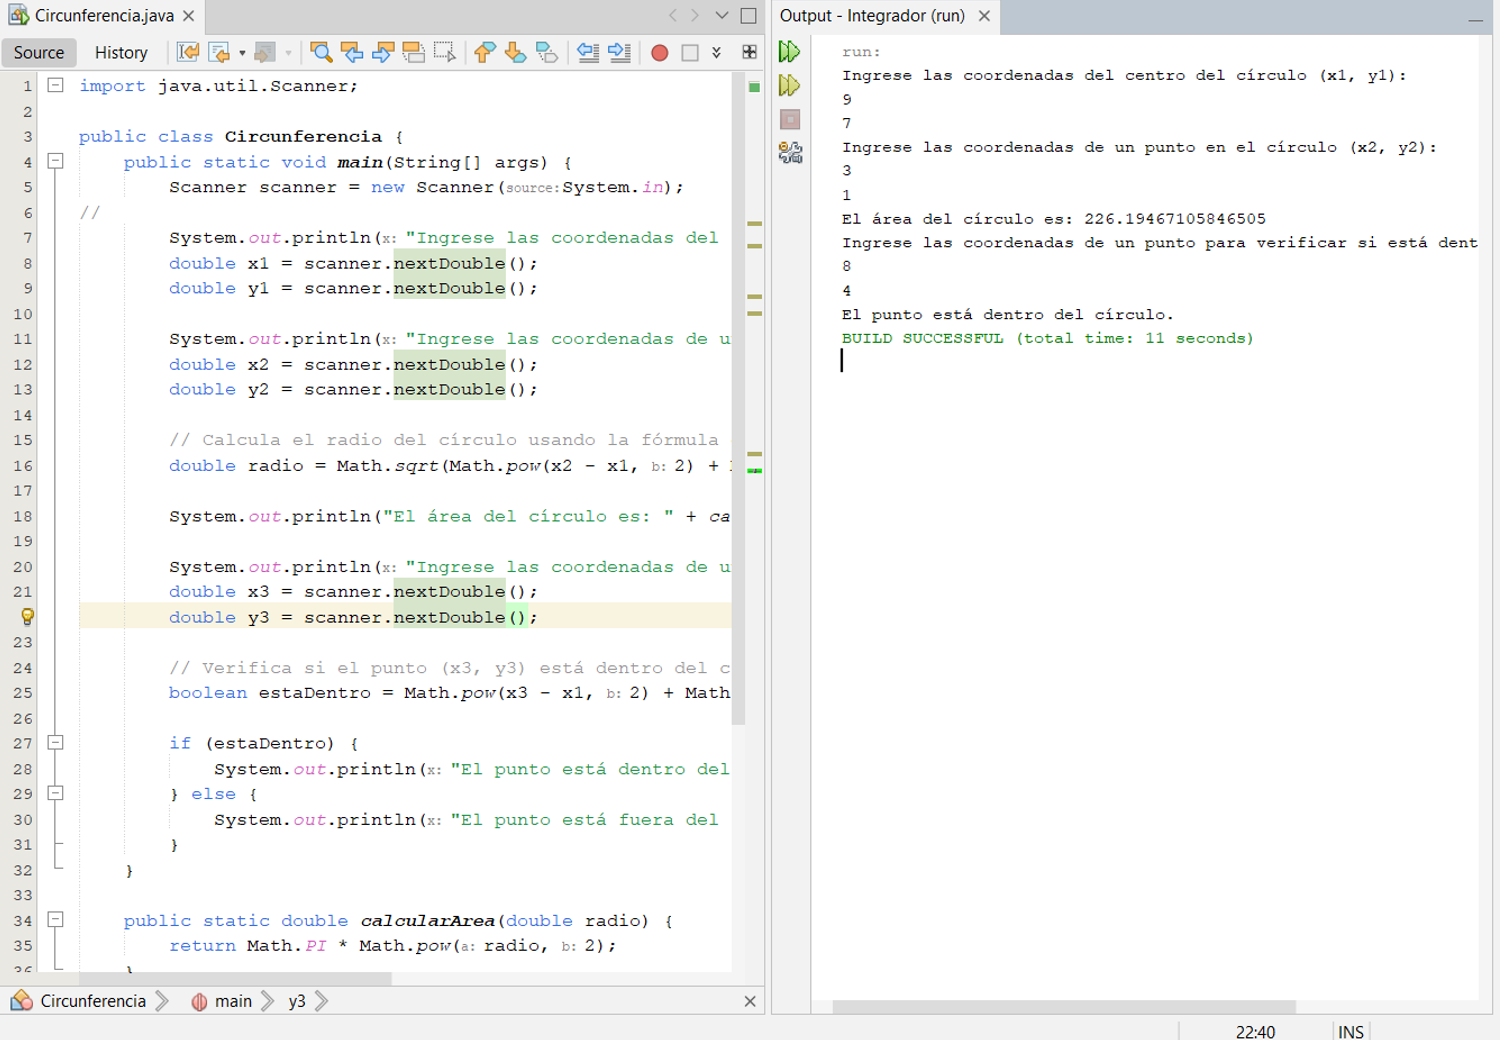 Circunferencia.java
Source History
1 import java.util.Scanner;
2
3 public class Circunferencia {
4 public static void main(String[] args) {
5 Scanner scanner = new Scanner(source:System.in);
6 //
7 System.out.println(x: "Ingrese las coordenadas del
8 double x1 = scanner.nextDouble();
9 double y1 = scanner.nextDouble();
10
11 System.out.println(x: "Ingrese las coordenadas de u
12 double x2 = scanner.nextDouble();
13 double y2 = scanner.nextDouble();
14
15 // Calcula el radio del círculo usando la fórmula
16 double radio = Math.sqrt(Math.pow(x2 - x1, b: 2) +
17
18 System.out.println("El área del círculo es: " + ca
19
20 System.out.println(x: "Ingrese las coordenadas de u
21 double x3 = scanner.nextDouble();
double y3 = scanner.nextDouble();
23
24 // Verifica si el punto (x3, y3) está dentro del c
25 boolean estaDentro = Math.pow(x3 - x1, b: 2) + Math
26
27 if (estaDentro) {
28 System.out.println(x: "El punto está dentro del
29 } else {
30 System.out.println(x: "El punto está fuera del
31 }
32 }
33
34 public static double calcularArea(double radio) {
35 return Math.PI * Math.pow(a: radio, b: 2);
36 }
Circunferencia main y3
Output - Integrador (run)
run:
Ingrese las coordenadas del centro del círculo (x1, y1):
9
7
Ingrese las coordenadas de un punto en el círculo (x2, y2):
3
1
El área del círculo es: 226.19467105846505
Ingrese las coordenadas de un punto para verificar si está dent
8
4
El punto está dentro del círculo.
BUILD SUCCESSFUL (total time: 11 seconds)
22:40 INS